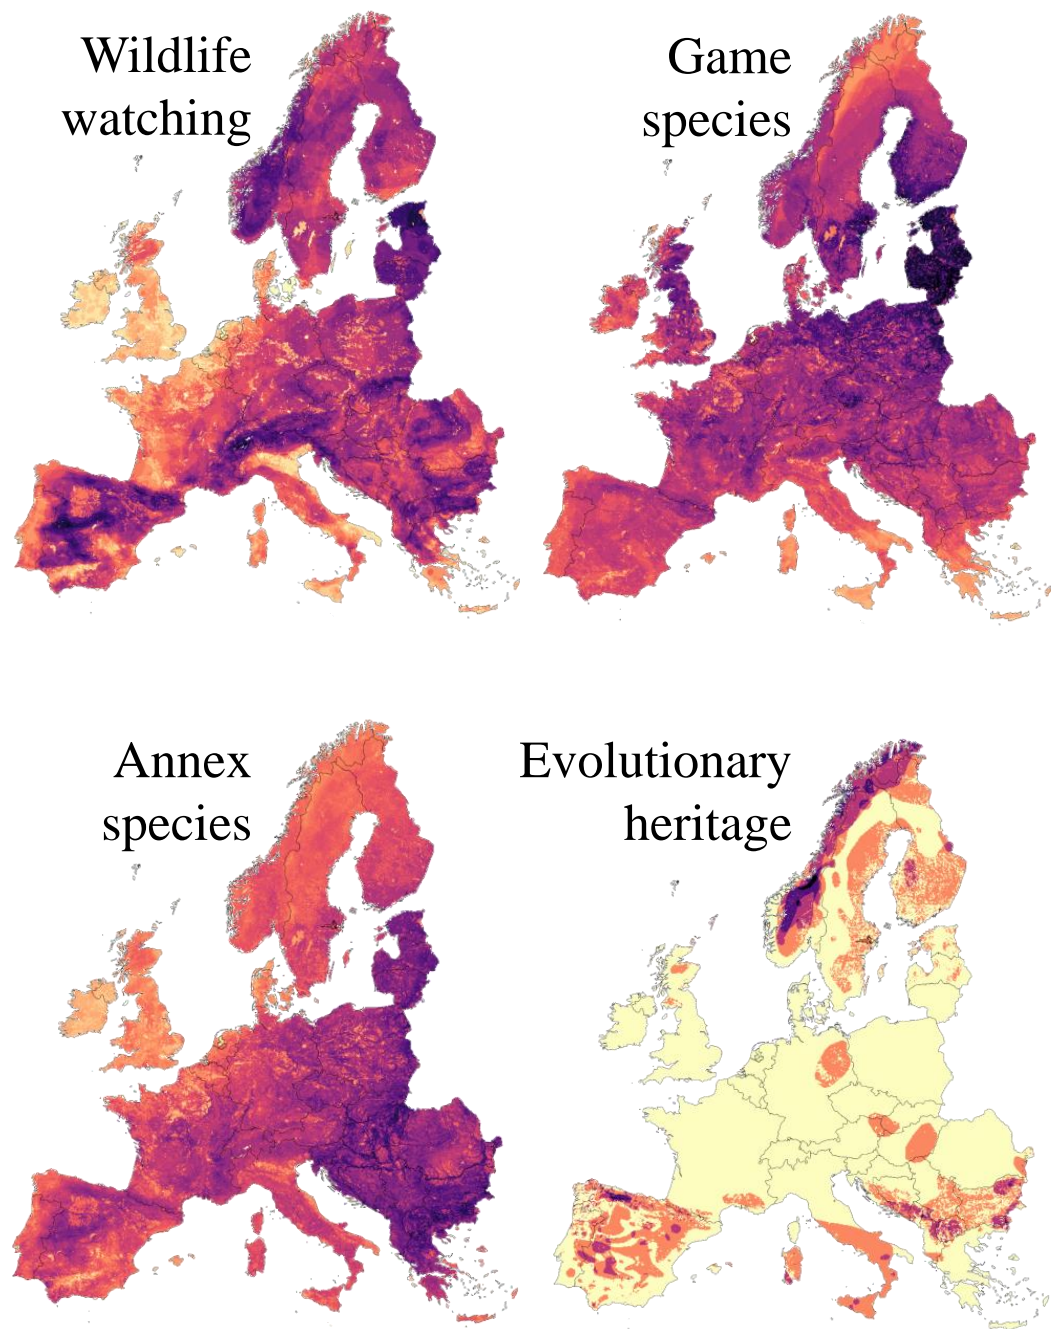 Wildlife
watching
Game
species
Annex
species
Evolutionary
heritage